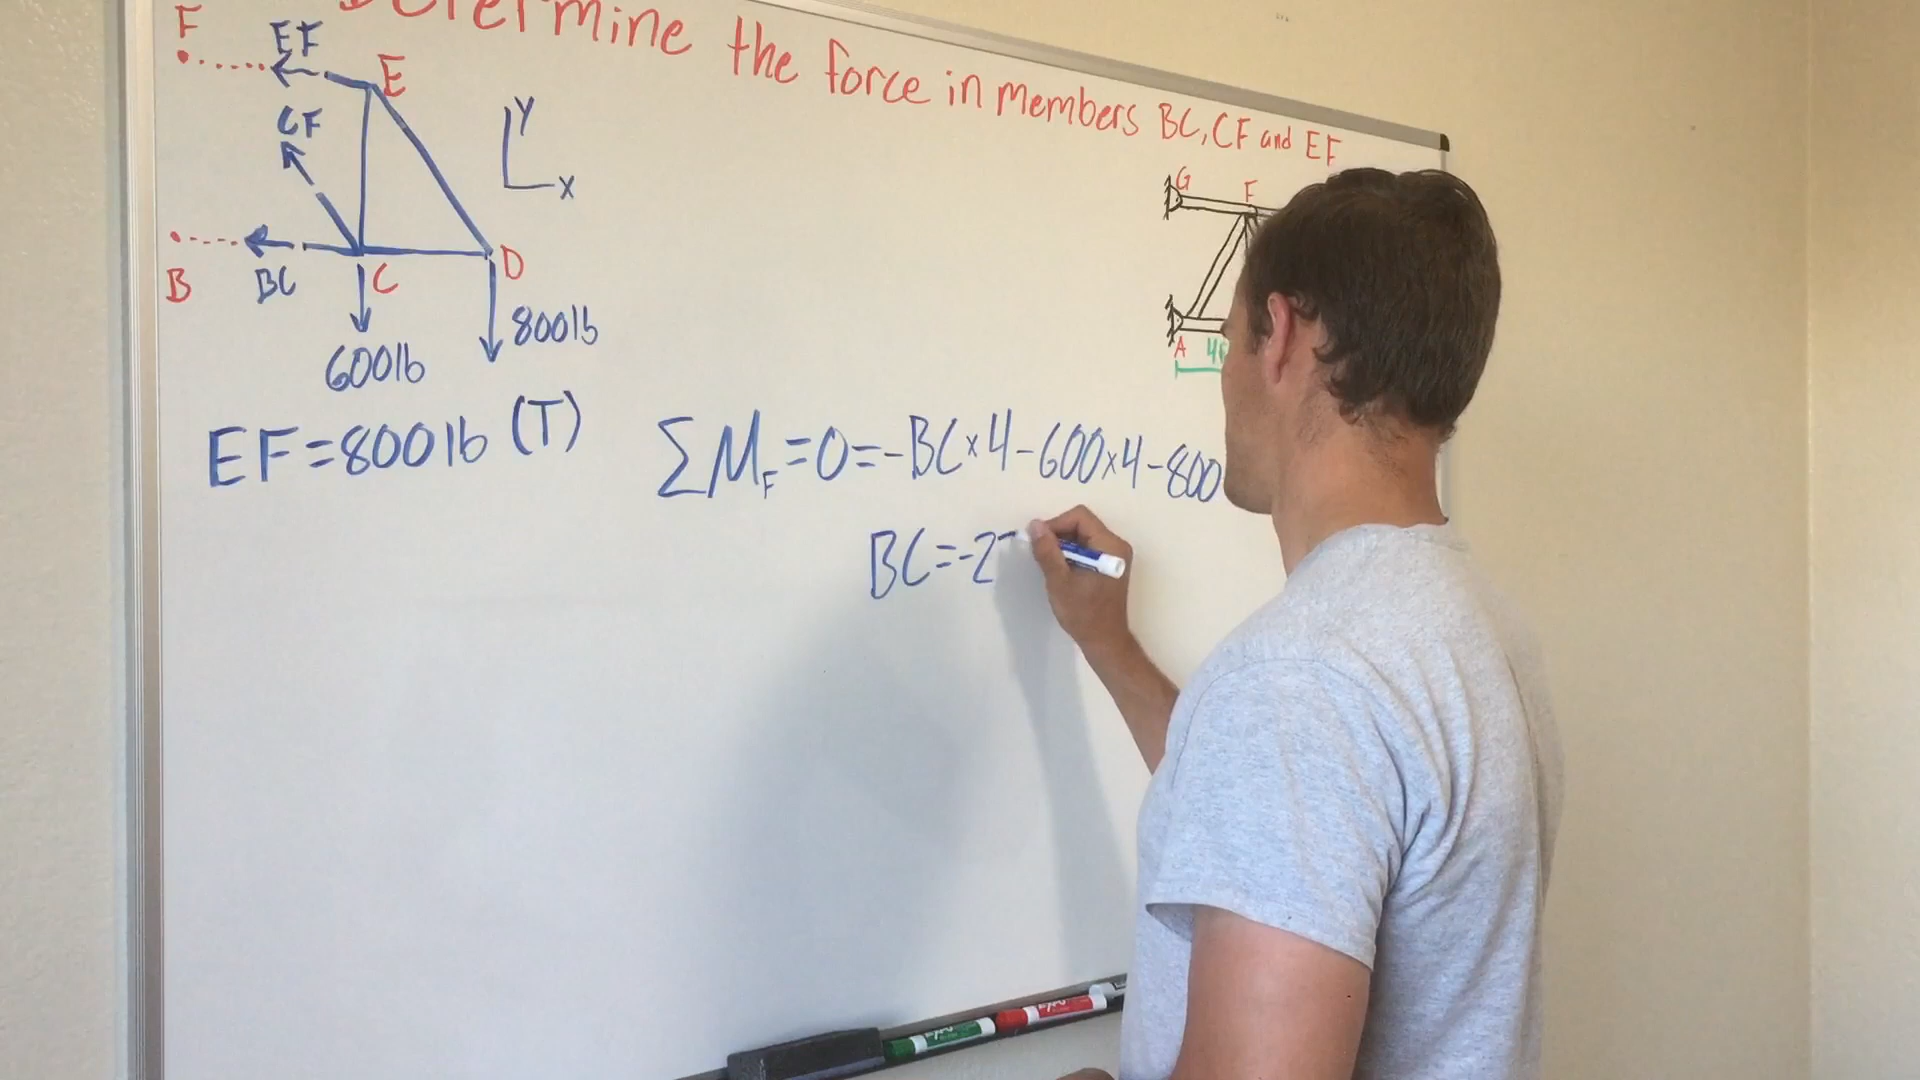 Determine the force in members BC, CF and EF
F
EF
E
CF
Y
X
B
BC
C
D
600lb
800lb
G
F
A
EF=800lb (T)
ΣM_F=0=-BC×4-600×4-800
BC=-2